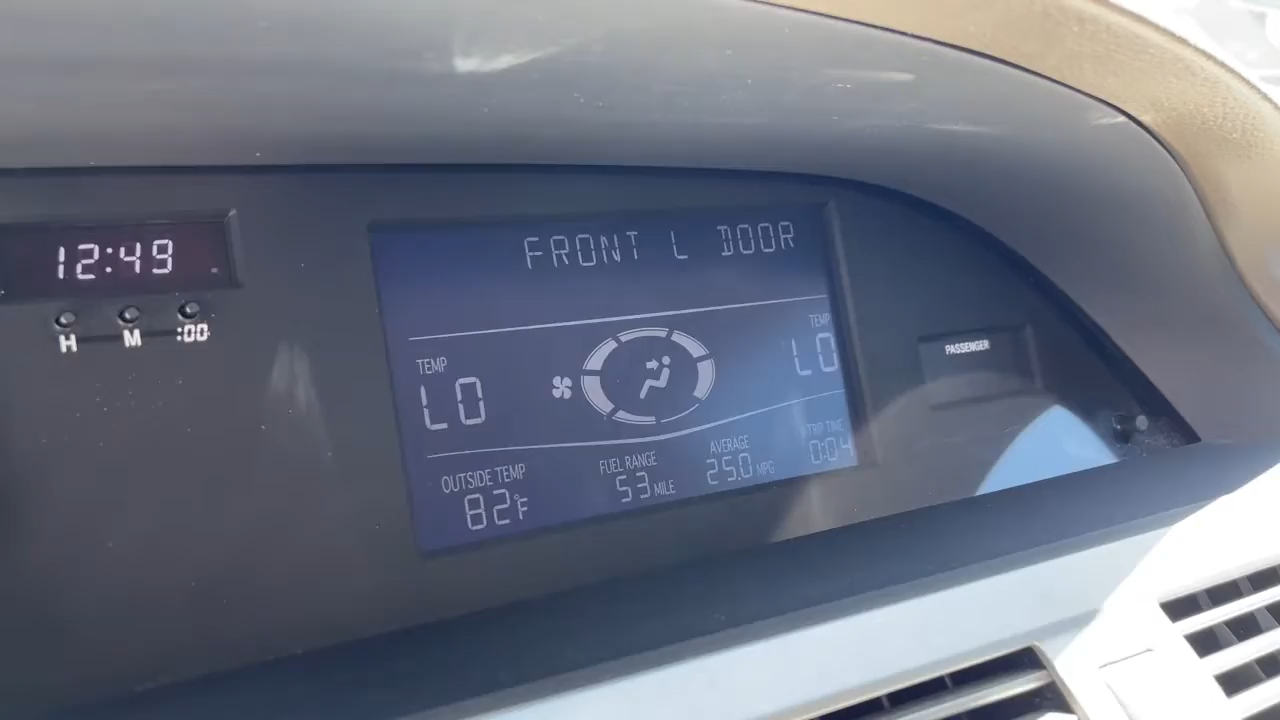 12:49
H M :00
FRONT L DOOR
TEMP
LO
TEMP
LO
OUTSIDE TEMP
82°F
FUEL RANGE
53 MILE
AVERAGE
25.0 MPG
TRIP TIME
0:04
PASSENGER